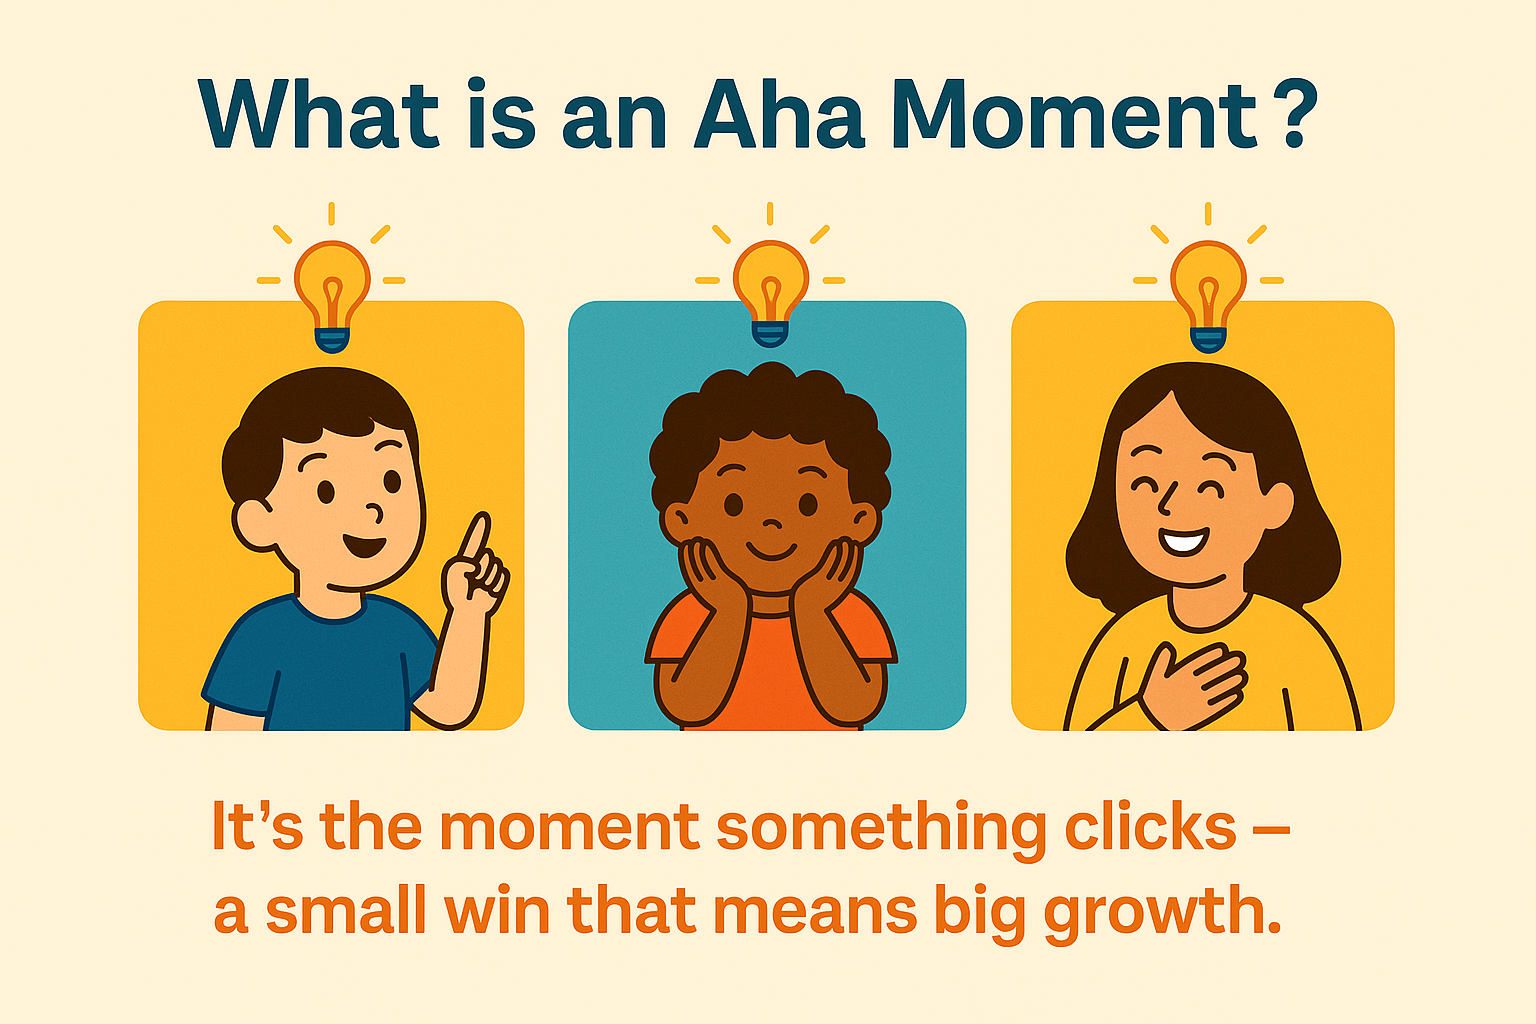 What is an Aha Moment?
It’s the moment something clicks –
a small win that means big growth.